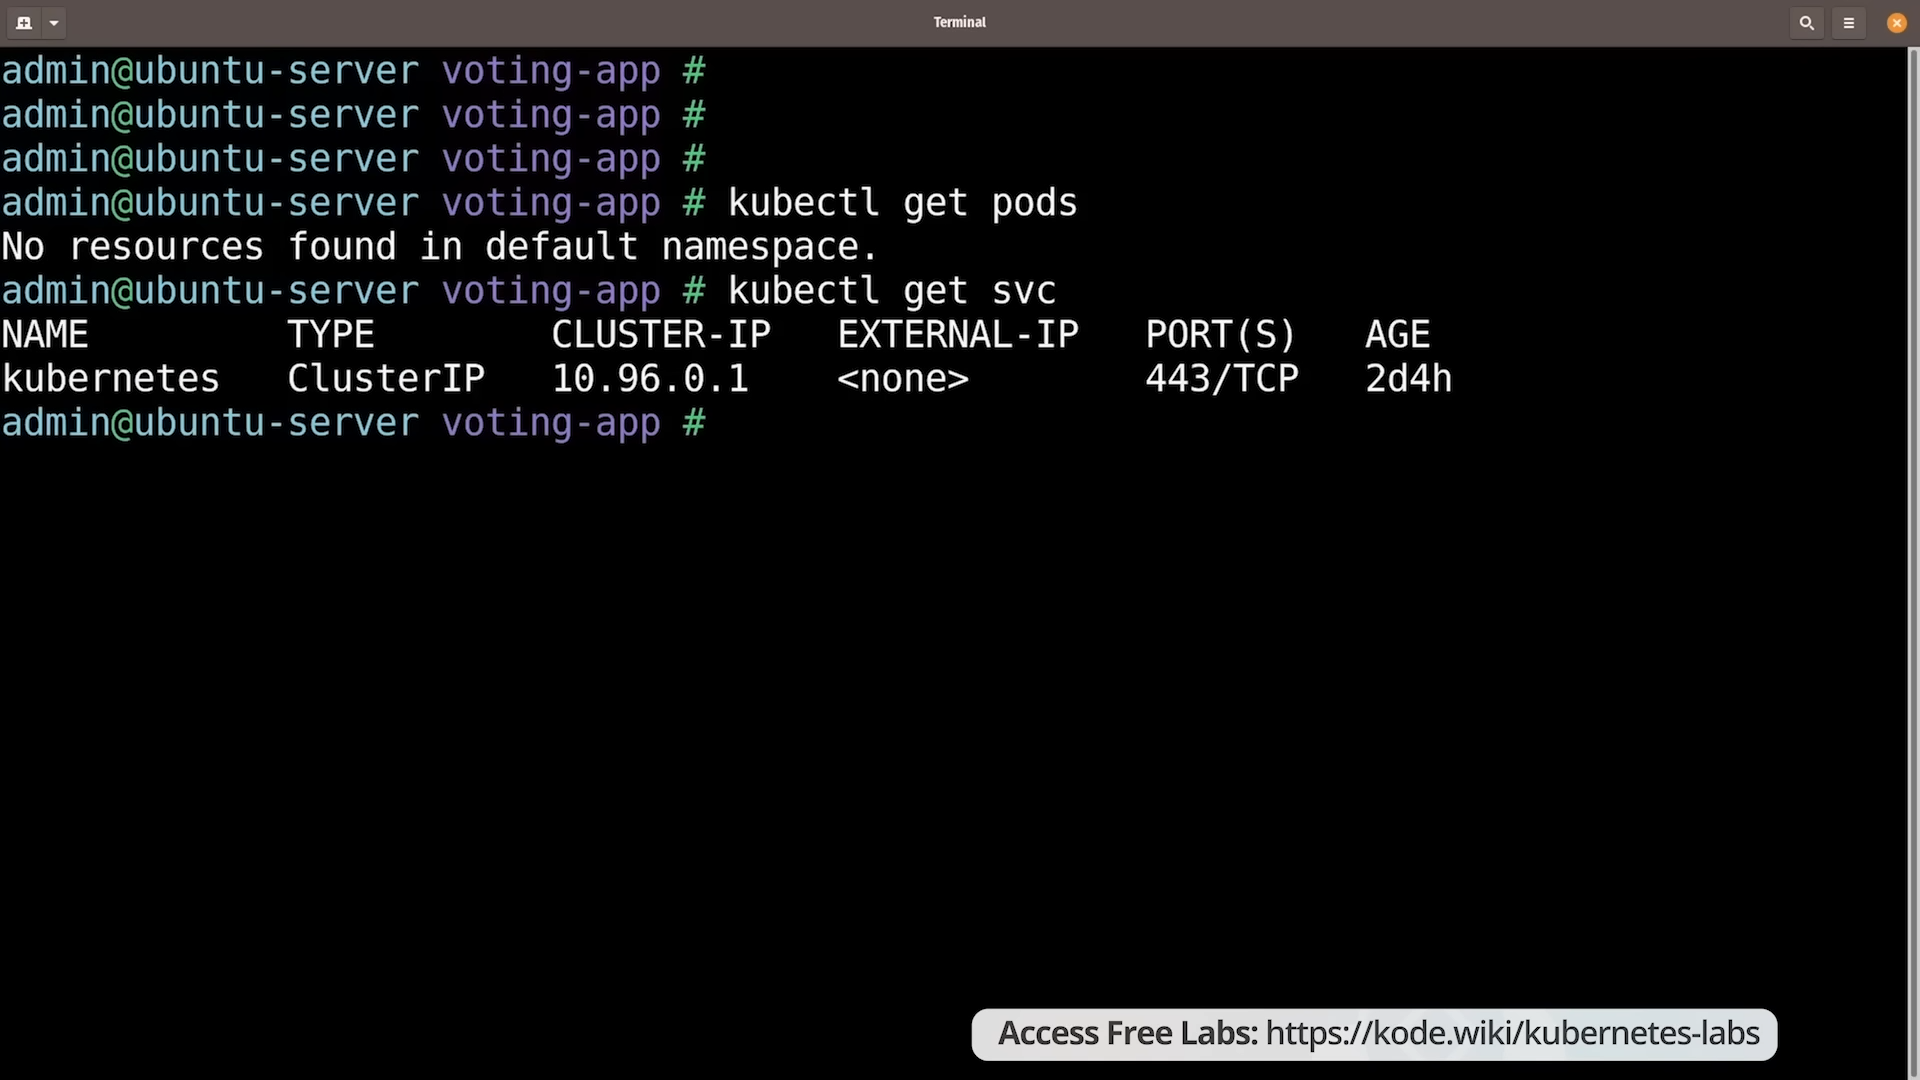 Terminal
admin@ubuntu-server voting-app #
admin@ubuntu-server voting-app #
admin@ubuntu-server voting-app #
admin@ubuntu-server voting-app # kubectl get pods
No resources found in default namespace.
admin@ubuntu-server voting-app # kubectl get svc
NAME TYPE CLUSTER-IP EXTERNAL-IP PORT(S) AGE
kubernetes ClusterIP 10.96.0.1 <none> 443/TCP 2d4h
admin@ubuntu-server voting-app #
Access Free Labs: https://kode.wiki/kubernetes-labs